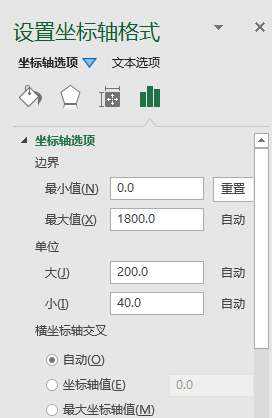 设置坐标轴格式
坐标轴选项 文本选项
坐标轴选项
边界
最小值(N) 0.0 重置
最大值(X) 1800.0 自动
单位
大(J) 200.0 自动
小(I) 40.0 自动
横坐标轴交叉
自动(O)
坐标轴值(E) 0.0
最大坐标轴值(M)